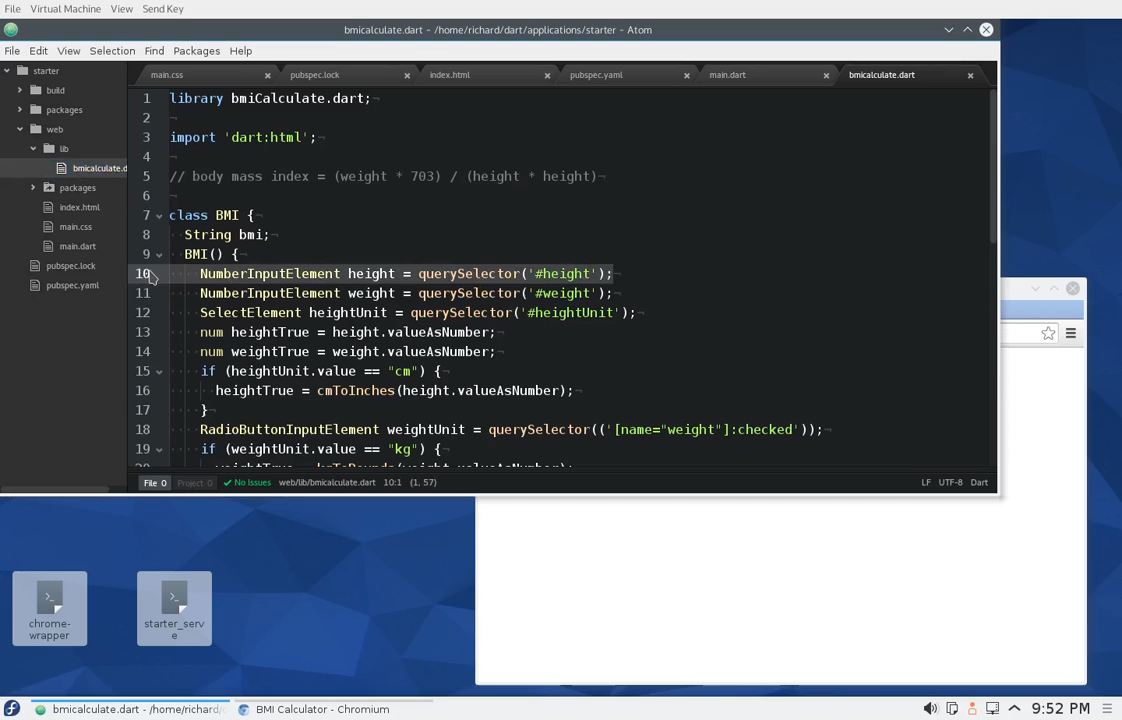 File Virtual Machine View Send Key
bmicalculate.dart - /home/richard/dart/applications/starter - Atom
File Edit View Selection Find Packages Help
main.css pubspec.lock index.html pubspec.yaml main.dart bmicalculate.dart
starter
build
packages
web
lib
bmicalculate.d
packages
index.html
main.css
main.dart
pubspec.lock
pubspec.yaml
1 library bmiCalculate.dart;
2
3 import 'dart:html';
4
5 // body mass index = (weight * 703) / (height * height)
6
7 class BMI {
8 String bmi;
9 BMI() {
10 NumberInputElement height = querySelector('#height');
11 NumberInputElement weight = querySelector('#weight');
12 SelectElement heightUnit = querySelector('#heightUnit');
13 num heightTrue = height.valueAsNumber;
14 num weightTrue = weight.valueAsNumber;
15 if (heightUnit.value == "cm") {
16 heightTrue = cmToInches(height.valueAsNumber);
17 }
18 RadioButtonInputElement weightUnit = querySelector(('[name="weight"]:checked'));
19 if (weightUnit.value == "kg") {
20 weightTrue = kgToPounds(weight.valueAsNumber);
File 0 Project 0 No Issues web/lib/bmicalculate.dart 10:1 (1, 57) LF UTF-8 Dart
chrome-
wrapper
starter_serv
e
bmicalculate.dart - /home/richard/ BMI Calculator - Chromium 9:52 PM